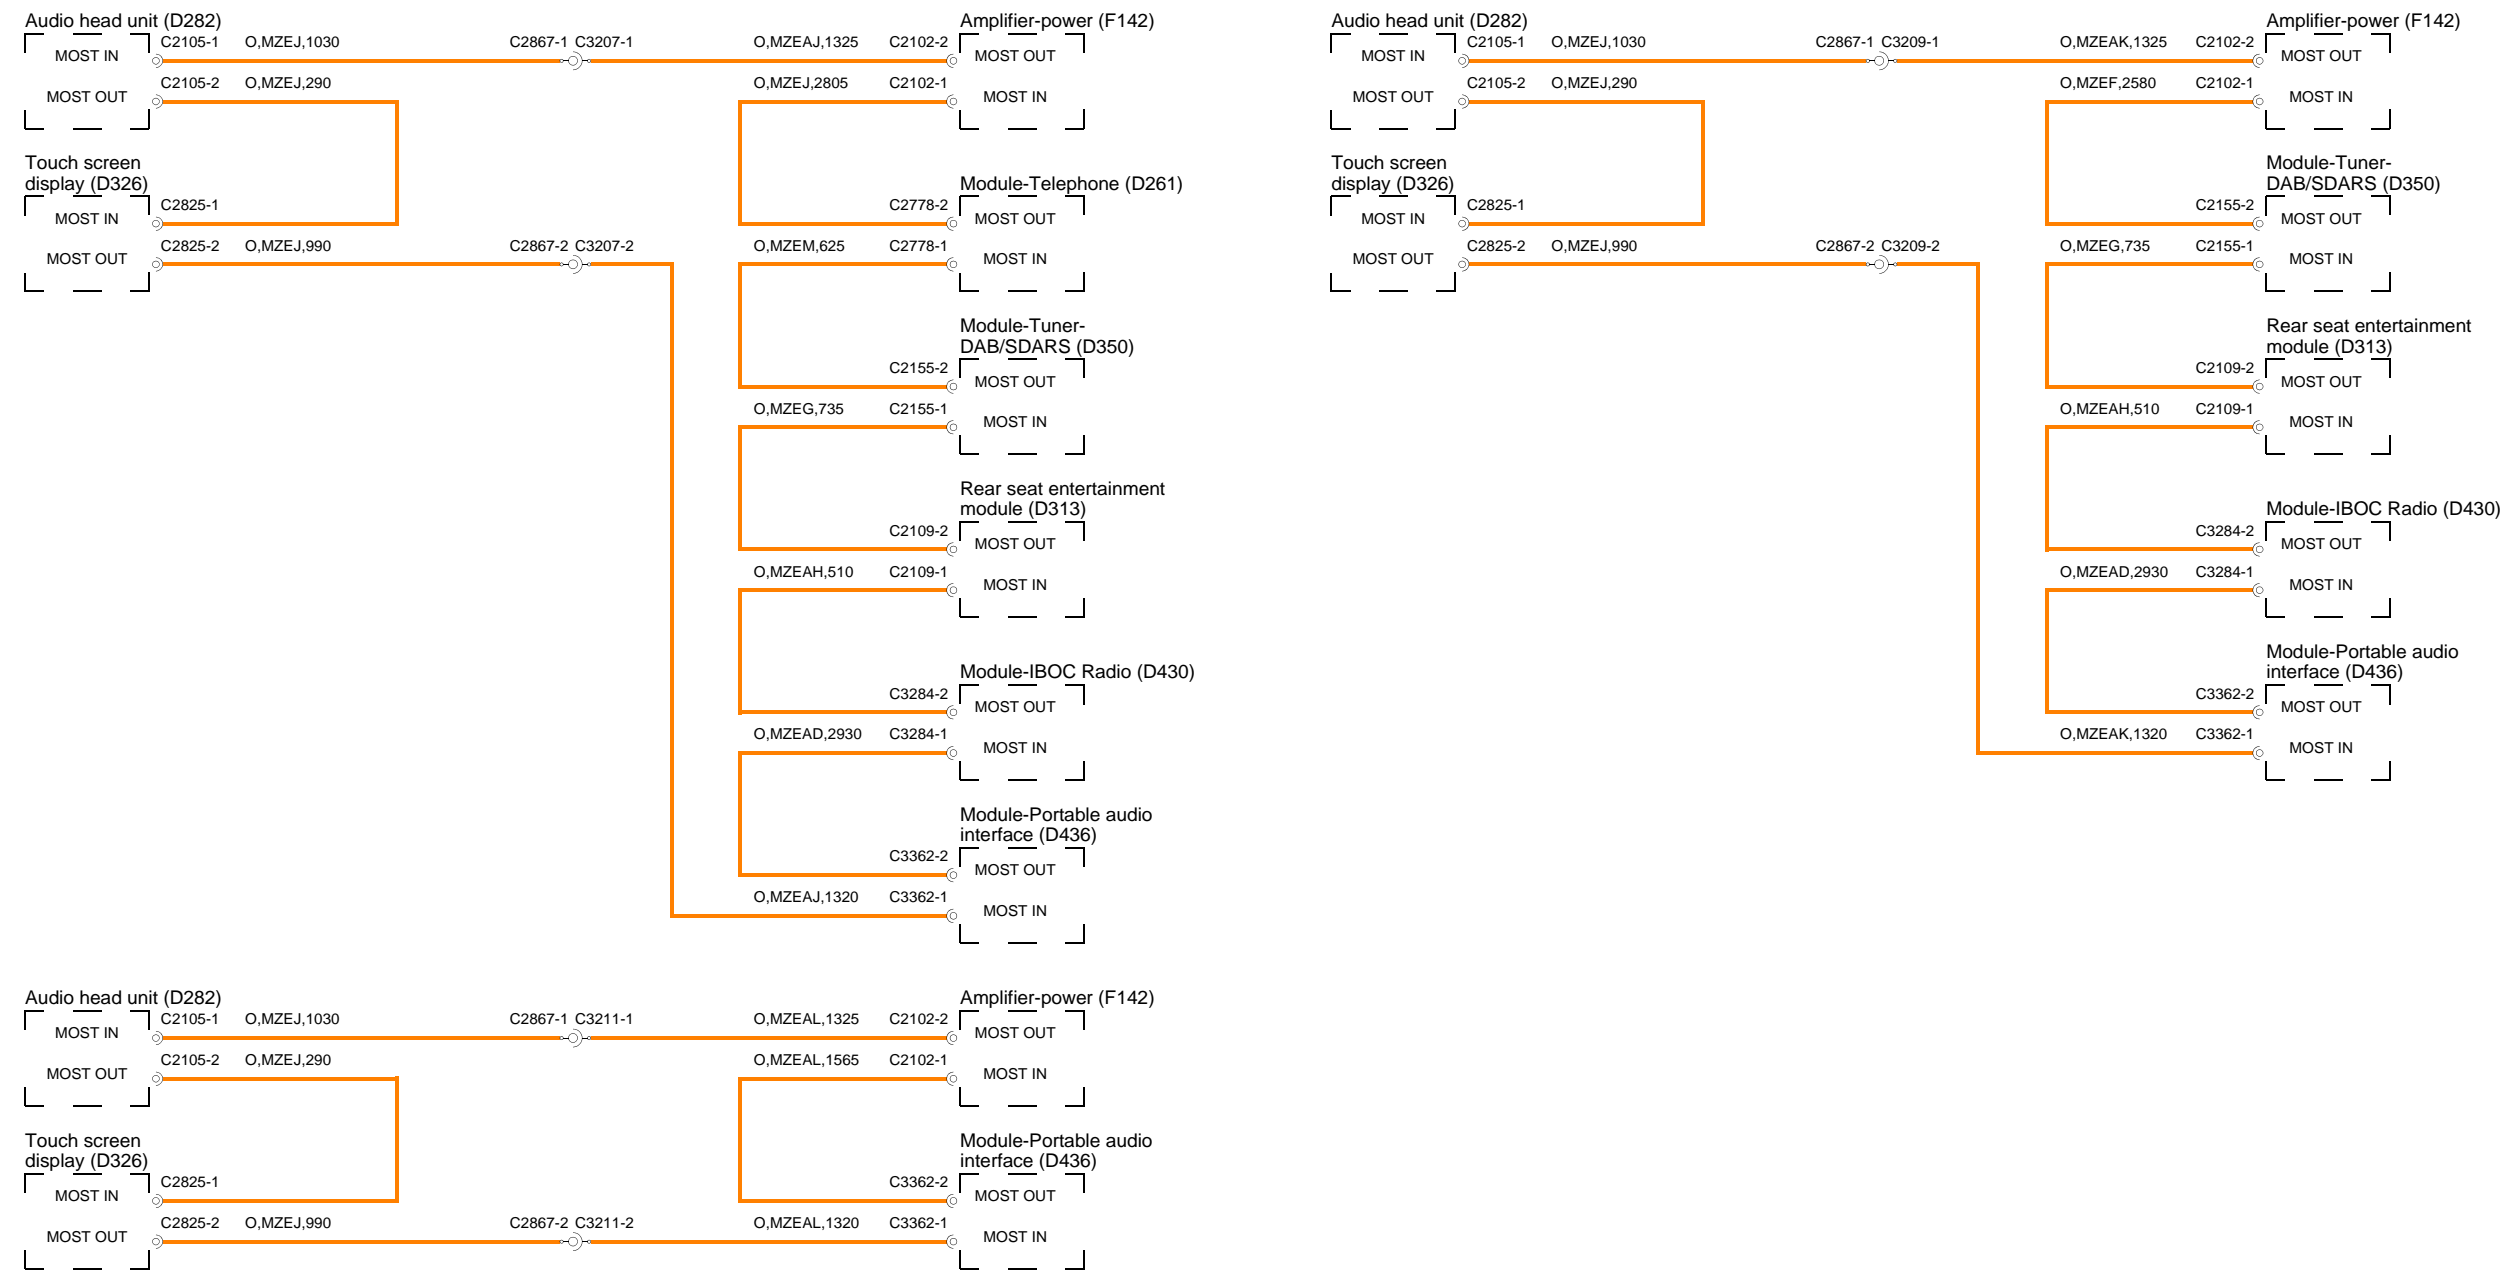 Audio head unit (D282)
MOST IN
C2105-1 O,MZEJ,1030 C2867-1 C3207-1 O,MZEAJ,1325 C2102-2
MOST OUT
C2105-2 O,MZEJ,290
Touch screen
display (D326)
MOST IN
C2825-1
MOST OUT
C2825-2 O,MZEJ,990 C2867-2 C3207-2
Amplifier-power (F142)
MOST OUT
O,MZEJ,2805 C2102-1
MOST IN
Module-Telephone (D261)
C2778-2
MOST OUT
O,MZEM,625 C2778-1
MOST IN
Module-Tuner-
DAB/SDARS (D350)
C2155-2
MOST OUT
O,MZEG,735 C2155-1
MOST IN
Rear seat entertainment
module (D313)
C2109-2
MOST OUT
O,MZEAH,510 C2109-1
MOST IN
Module-IBOC Radio (D430)
C3284-2
MOST OUT
O,MZEAD,2930 C3284-1
MOST IN
Module-Portable audio
interface (D436)
C3362-2
MOST OUT
O,MZEAJ,1320 C3362-1
MOST IN
Audio head unit (D282)
MOST IN
C2105-1 O,MZEJ,1030 C2867-1 C3209-1 O,MZEAK,1325 C2102-2
MOST OUT
C2105-2 O,MZEJ,290
Touch screen
display (D326)
MOST IN
C2825-1
MOST OUT
C2825-2 O,MZEJ,990 C2867-2 C3209-2
Amplifier-power (F142)
MOST OUT
O,MZEF,2580 C2102-1
MOST IN
Module-Tuner-
DAB/SDARS (D350)
C2155-2
MOST OUT
O,MZEG,735 C2155-1
MOST IN
Rear seat entertainment
module (D313)
C2109-2
MOST OUT
O,MZEAH,510 C2109-1
MOST IN
Module-IBOC Radio (D430)
C3284-2
MOST OUT
O,MZEAD,2930 C3284-1
MOST IN
Module-Portable audio
interface (D436)
C3362-2
MOST OUT
O,MZEAK,1320 C3362-1
MOST IN
Audio head unit (D282)
MOST IN
C2105-1 O,MZEJ,1030 C2867-1 C3211-1 O,MZEAL,1325 C2102-2
MOST OUT
C2105-2 O,MZEJ,290
Touch screen
display (D326)
MOST IN
C2825-1
MOST OUT
C2825-2 O,MZEJ,990 C2867-2 C3211-2 O,MZEAL,1320 C3362-1
Amplifier-power (F142)
MOST OUT
O,MZEAL,1565 C2102-1
MOST IN
Module-Portable audio
interface (D436)
C3362-2
MOST OUT
MOST IN